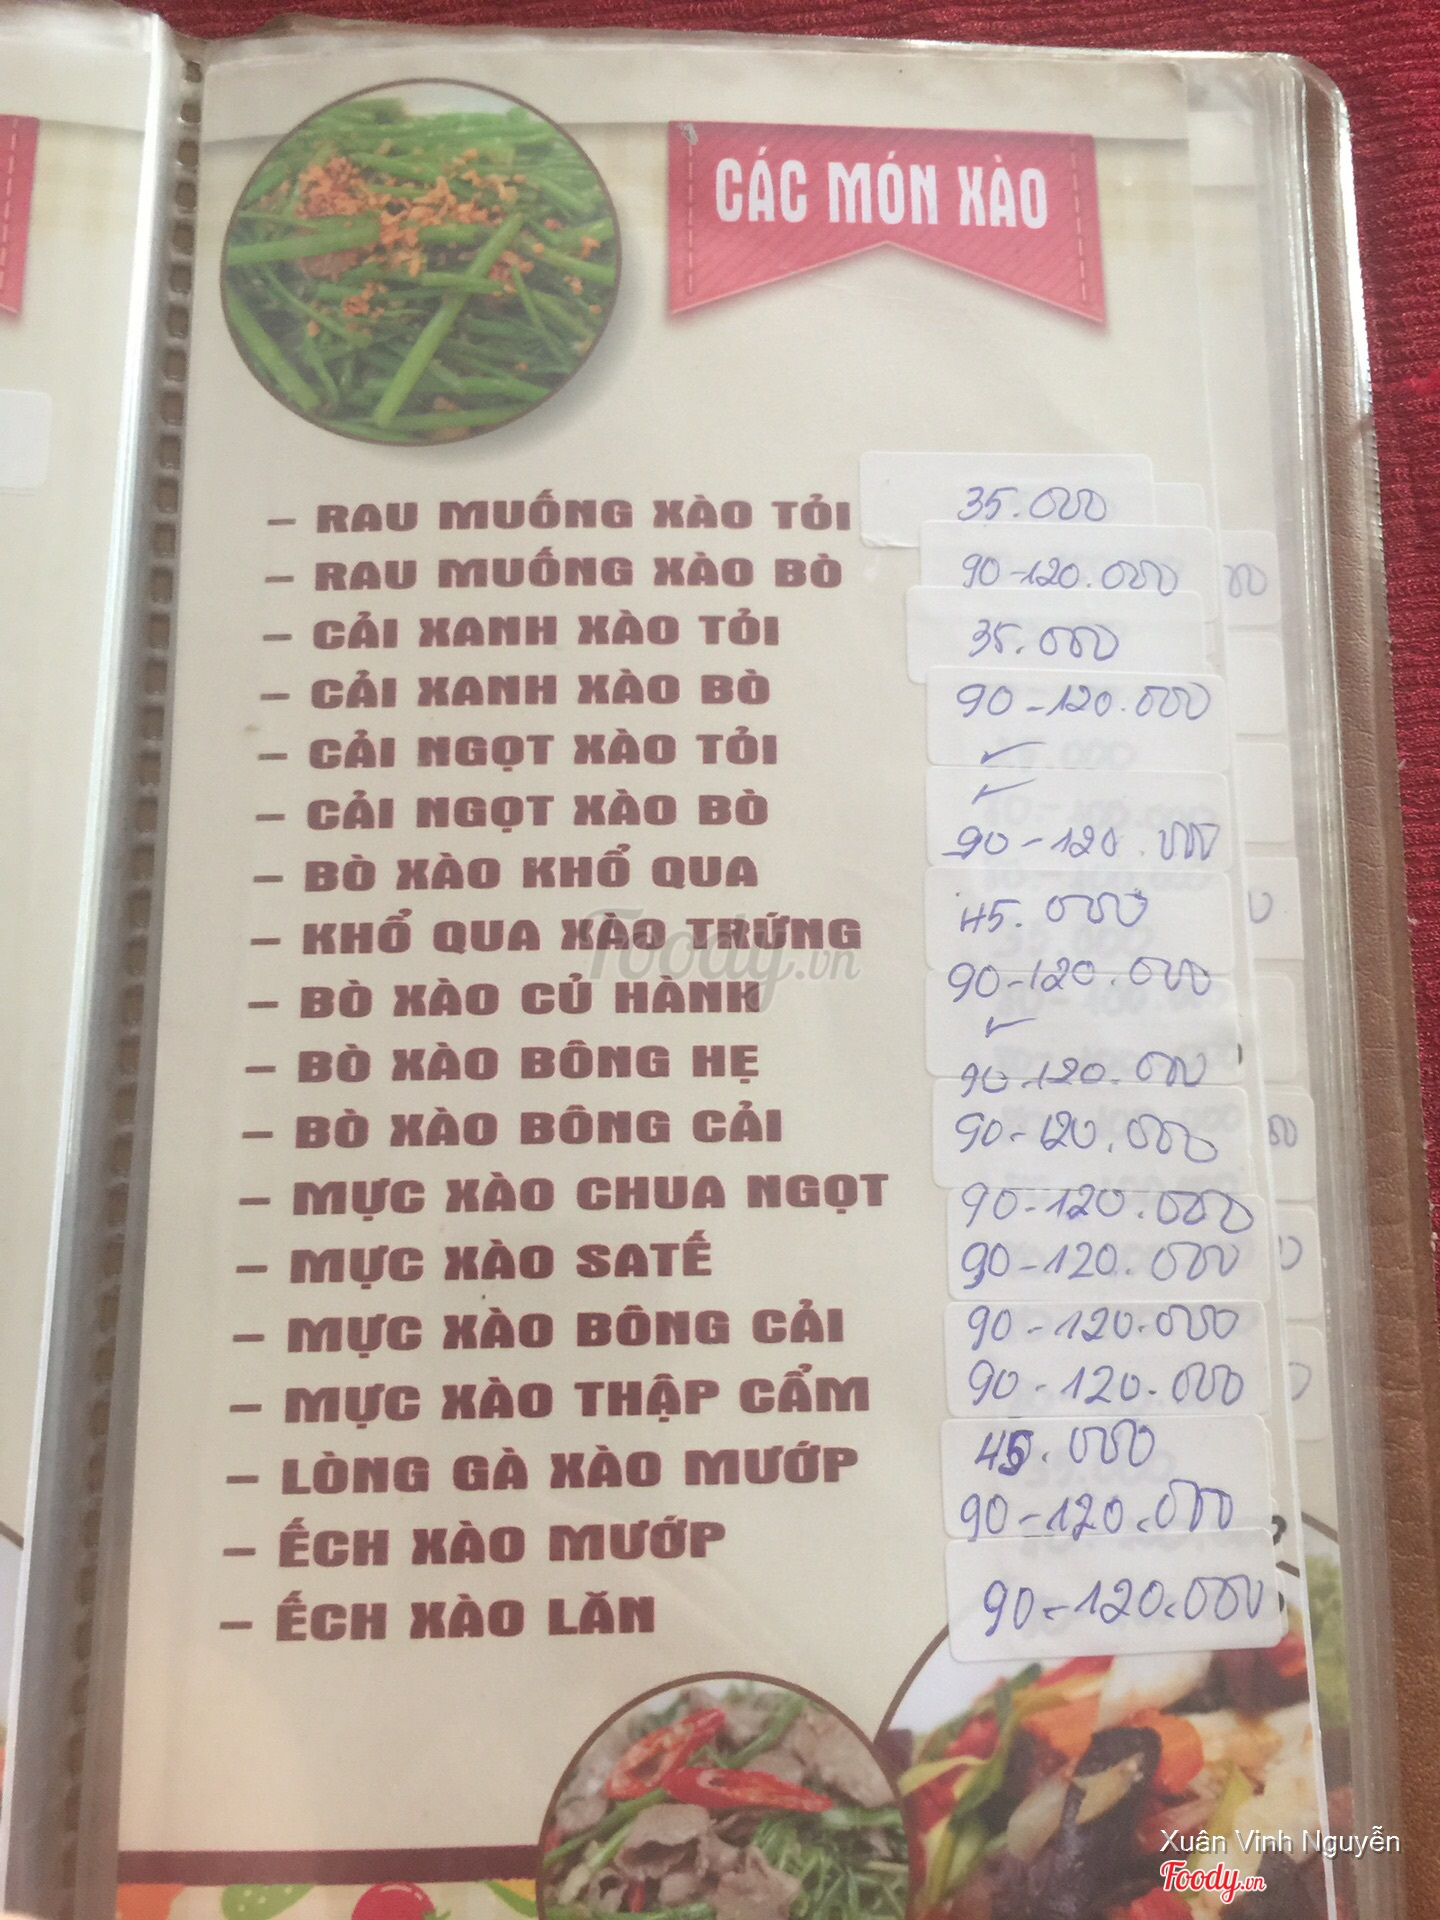 CÁC MÓN XÀO
– RAU MUỐNG XÀO TỎI 35.000
– RAU MUỐNG XÀO BÒ 90-120.000
– CẢI XANH XÀO TỎI 35.000
– CẢI XANH XÀO BÒ 90-120.000
– CẢI NGỌT XÀO TỎI ✓
– CẢI NGỌT XÀO BÒ ✓
– BÒ XÀO KHỔ QUA 90-120.000
– KHỔ QUA XÀO TRỨNG 45.000
– BÒ XÀO CỦ HÀNH 90-120.000
✓
– BÒ XÀO BÔNG HẸ 90-120.000
– BÒ XÀO BÔNG CẢI 90-120.000
– MỰC XÀO CHUA NGỌT 90-120.000
– MỰC XÀO SATẾ 90-120.000
– MỰC XÀO BÔNG CẢI 90-120.000
– MỰC XÀO THẬP CẨM 90-120.000
– LÒNG GÀ XÀO MƯỚP 45.000
– ẾCH XÀO MƯỚP 90-120.000
– ẾCH XÀO LĂN 90-120.000
Foody.vn
Xuân Vinh Nguyễn
Foody.vn